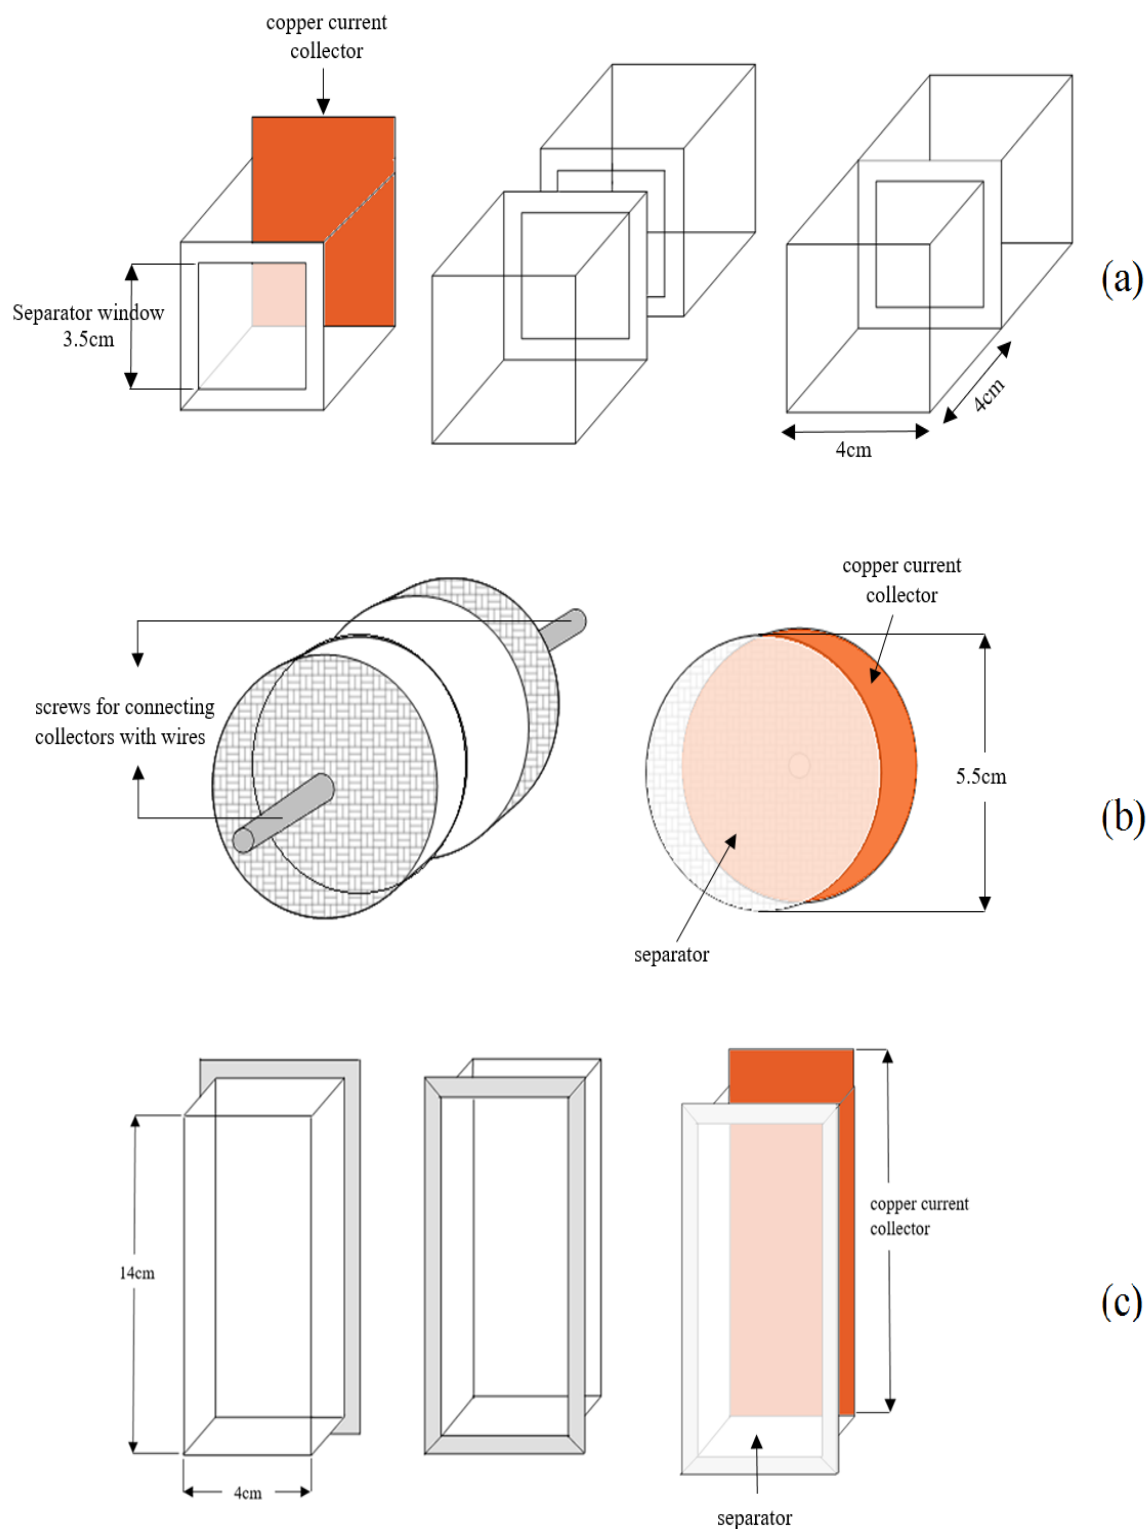 copper current
collector
Separator window
3.5cm
4cm
4cm
(a)
copper current
collector
screws for connecting
collectors with wires
5.5cm
(b)
separator
14cm
copper current
collector
(c)
4cm
separator